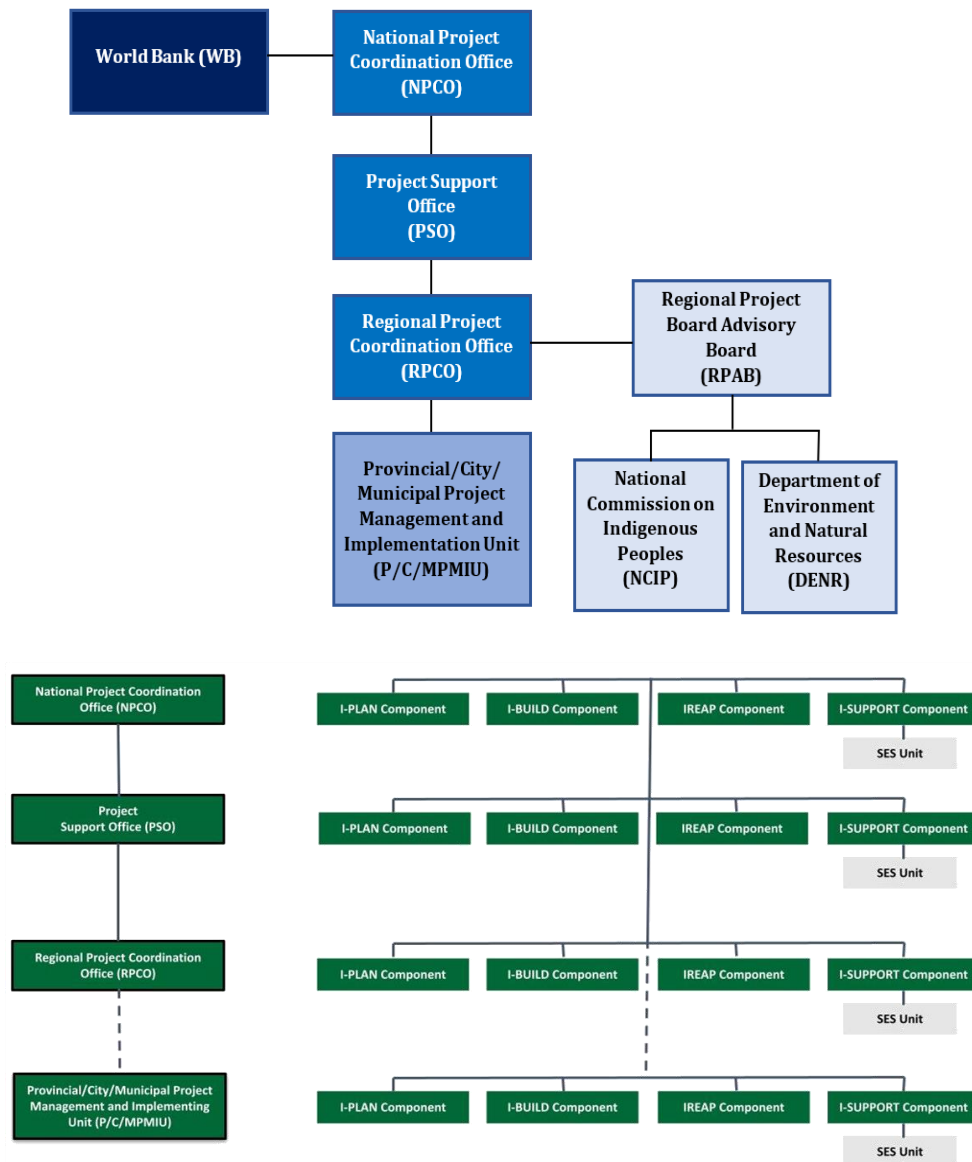 World Bank (WB)
National Project
Coordination Office
(NPCO)
Project Support
Office
(PSO)
Regional Project
Coordination Office
(RPCO)
Regional Project
Board Advisory
Board
(RPAB)
Provincial/City/
Municipal Project
Management and
Implementation Unit
(P/C/MPMIU)
National
Commission on
Indigenous
Peoples
(NCIP)
Department of
Environment
and Natural
Resources
(DENR)
National Project Coordination
Office (NPCO)
I-PLAN Component
I-BUILD Component
IREAP Component
I-SUPPORT Component
SES Unit
Project
Support Office (PSO)
I-PLAN Component
I-BUILD Component
IREAP Component
I-SUPPORT Component
SES Unit
Regional Project Coordination
Office (RPCO)
I-PLAN Component
I-BUILD Component
IREAP Component
I-SUPPORT Component
SES Unit
Provincial/City/Municipal Project
Management and Implementing
Unit (P/C/MPMIU)
I-PLAN Component
I-BUILD Component
IREAP Component
I-SUPPORT Component
SES Unit